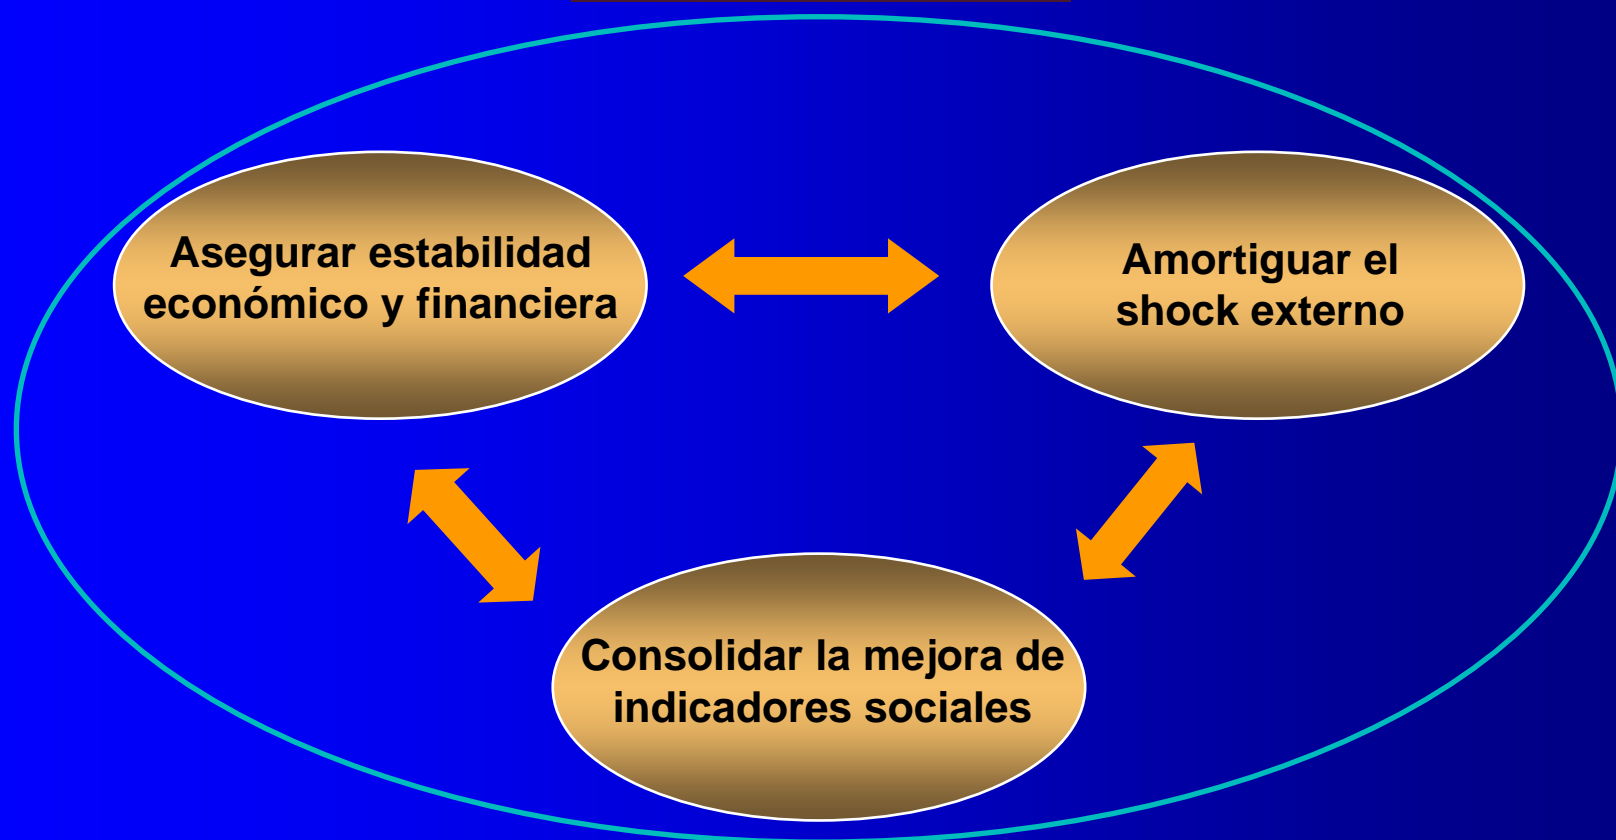 Asegurar estabilidad
económico y financiera
Amortiguar el
shock externo
Consolidar la mejora de
indicadores sociales